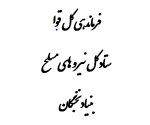 فرماندهی کل قوا
ستاد کل نیروهای مسلح
بنیاد نخبگان